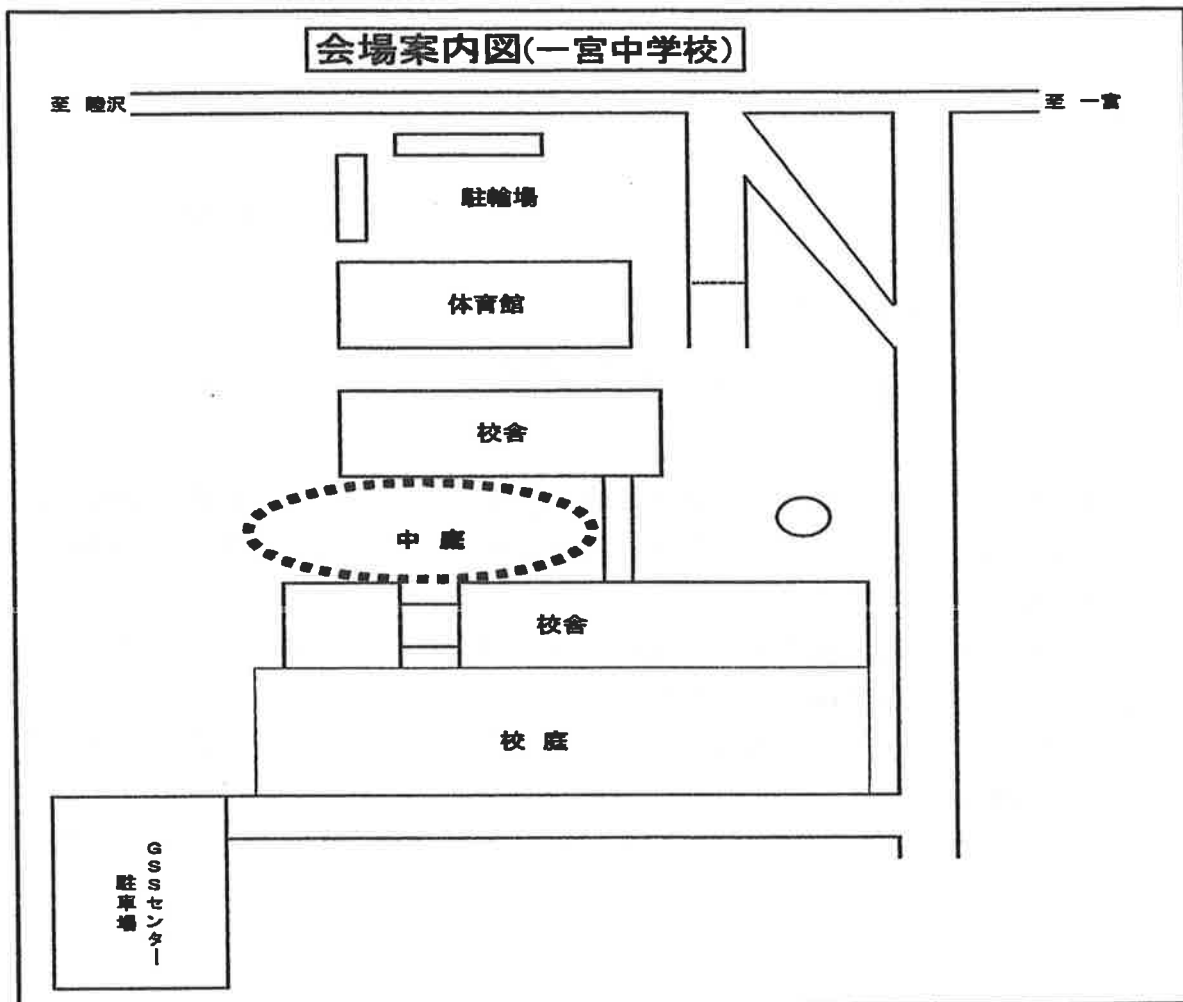 会場案内図(一宮中学校)
至 睦沢
至 一宮
駐輪場
体育館
校舎
中 庭
校舎
校 庭
GSSセンター
駐車場